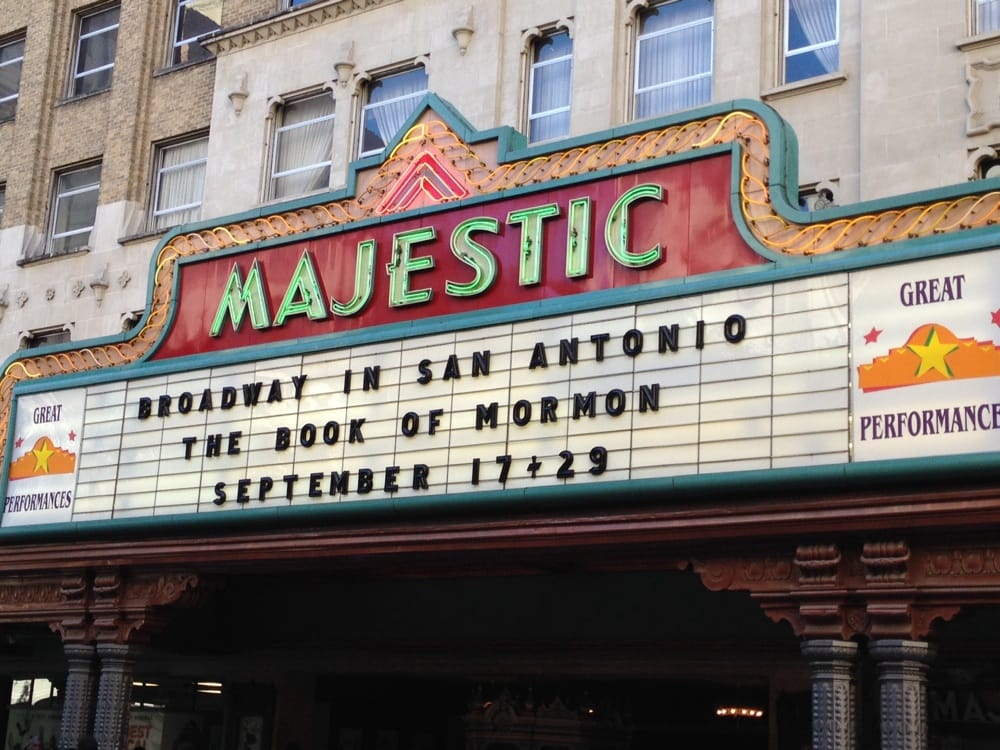 MAJESTIC
BROADWAY IN SAN ANTONIO
THE BOOK OF MORMON
SEPTEMBER 17+29
GREAT
PERFORMANCES
GREAT
PERFORMANCE